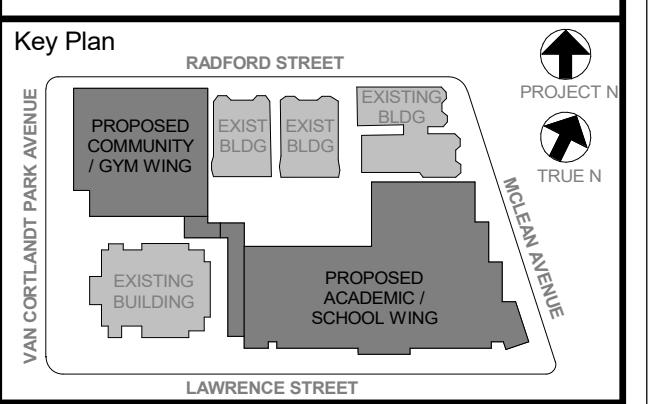 Key Plan
RADFORD STREET
PROJECT N
TRUE N
VAN CORTLANDT PARK AVENUE
PROPOSED
COMMUNITY
/ GYM WING
EXIST
BLDG
EXIST
BLDG
EXISTING
BLDG
MCLEAN AVENUE
EXISTING
BUILDING
PROPOSED
ACADEMIC /
SCHOOL WING
LAWRENCE STREET